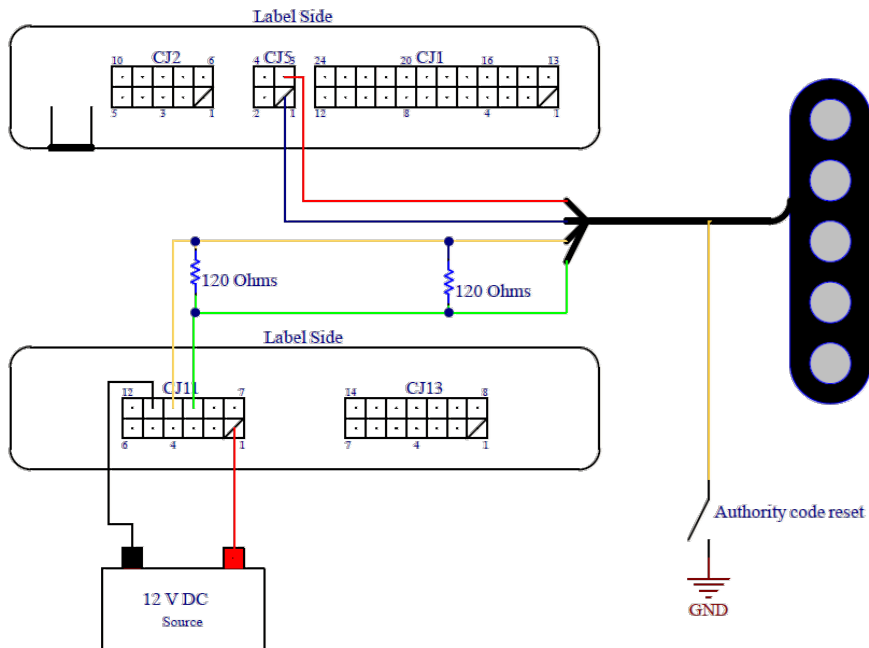 Label Side
10 CJ2 6
4 CJ5
24 20 CJ1 16 13
5 3 1
2 1
12 8 4 1
120 Ohms
120 Ohms
Label Side
12 CJ11 7
14 CJ13 8
6 4 1
7 4 1
Authority code reset
GND
12 V DC
Source